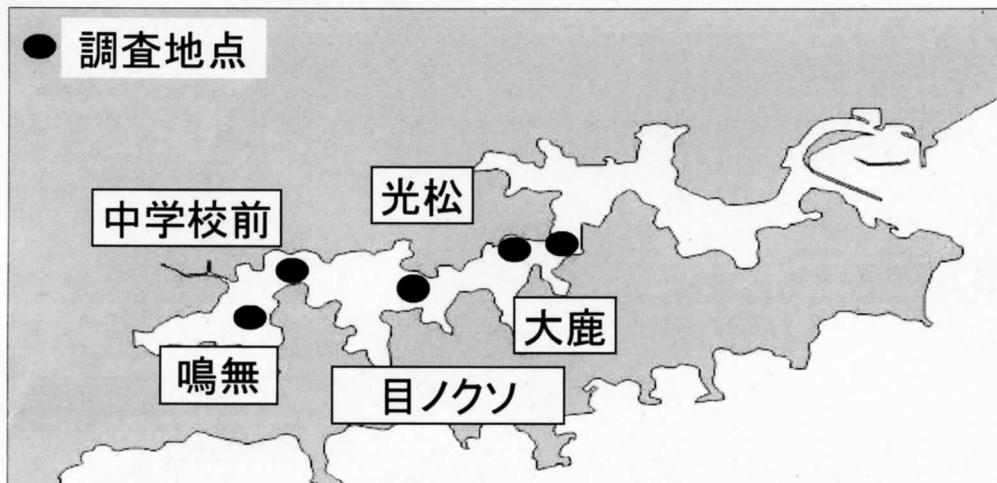 調査地点
光松
中学校前
大鹿
鳴無
目ノクソ